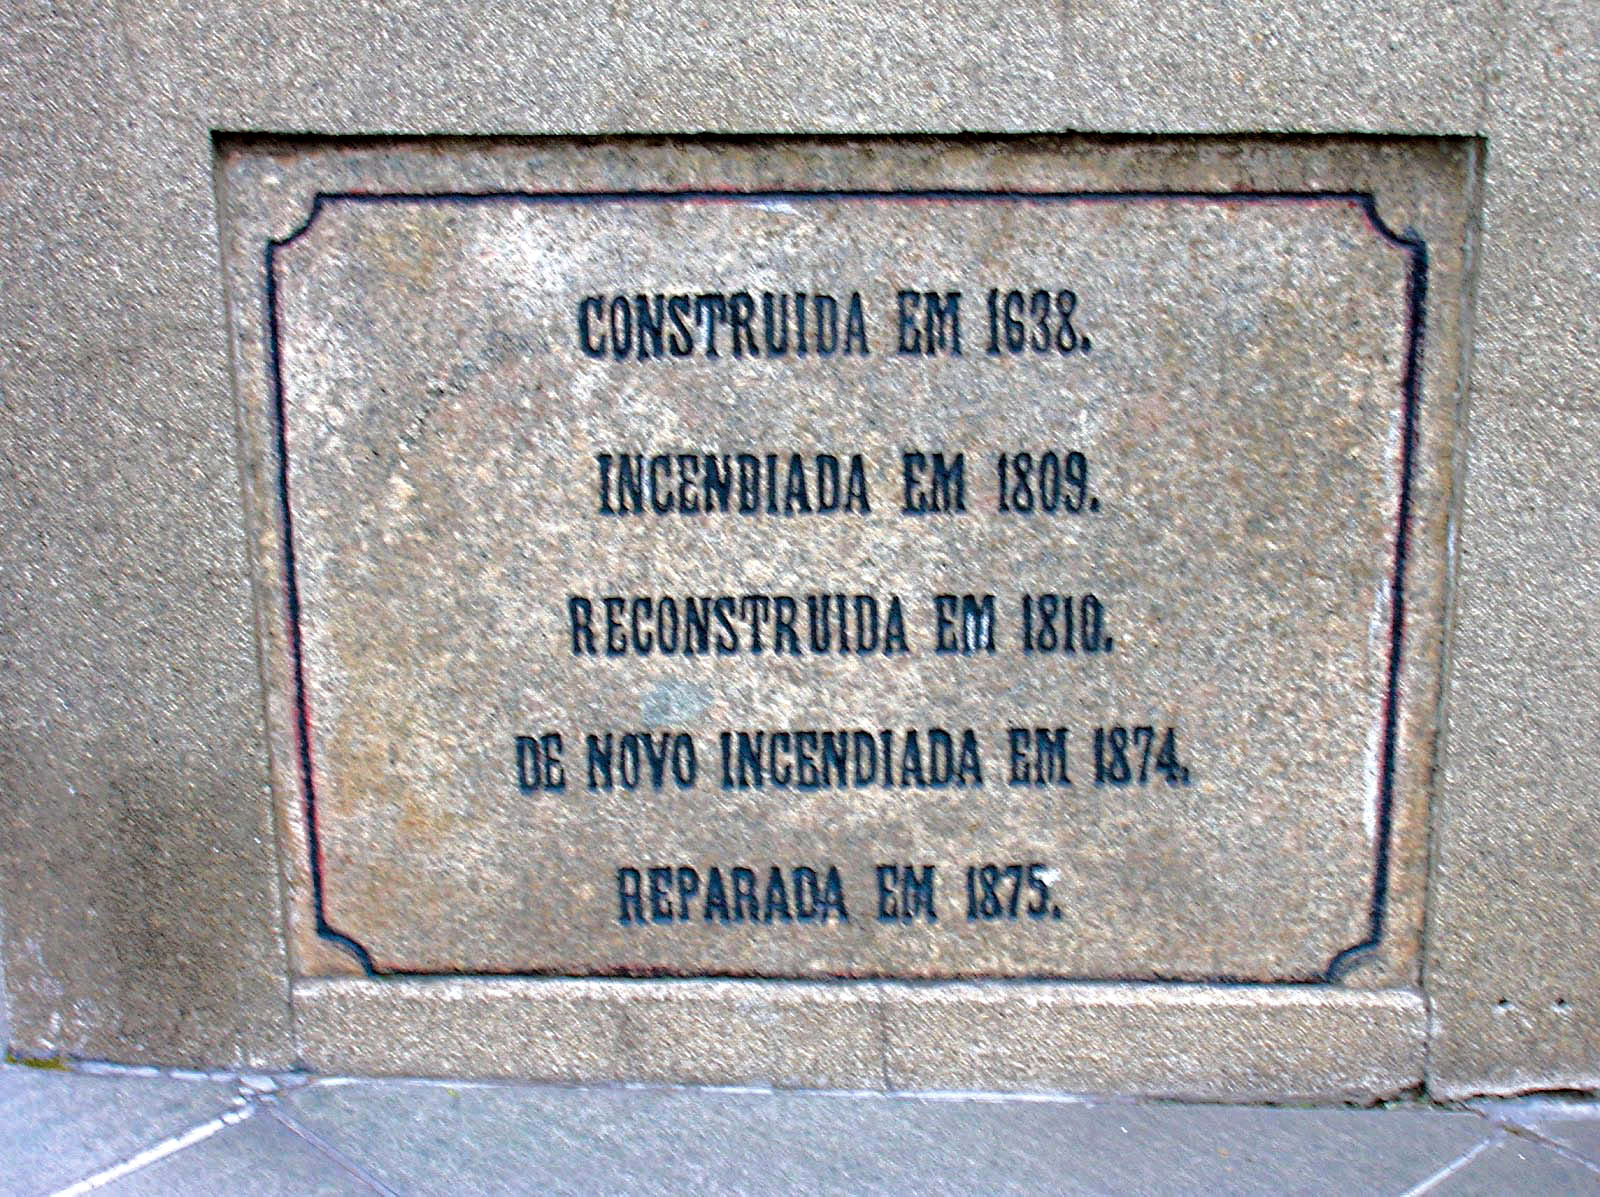 CONSTRUIDA EM 1638.
INCENDIADA EM 1809.
RECONSTRUIDA EM 1810.
DE NOVO INCENDIADA EM 1874.
REPARADA EM 1875.